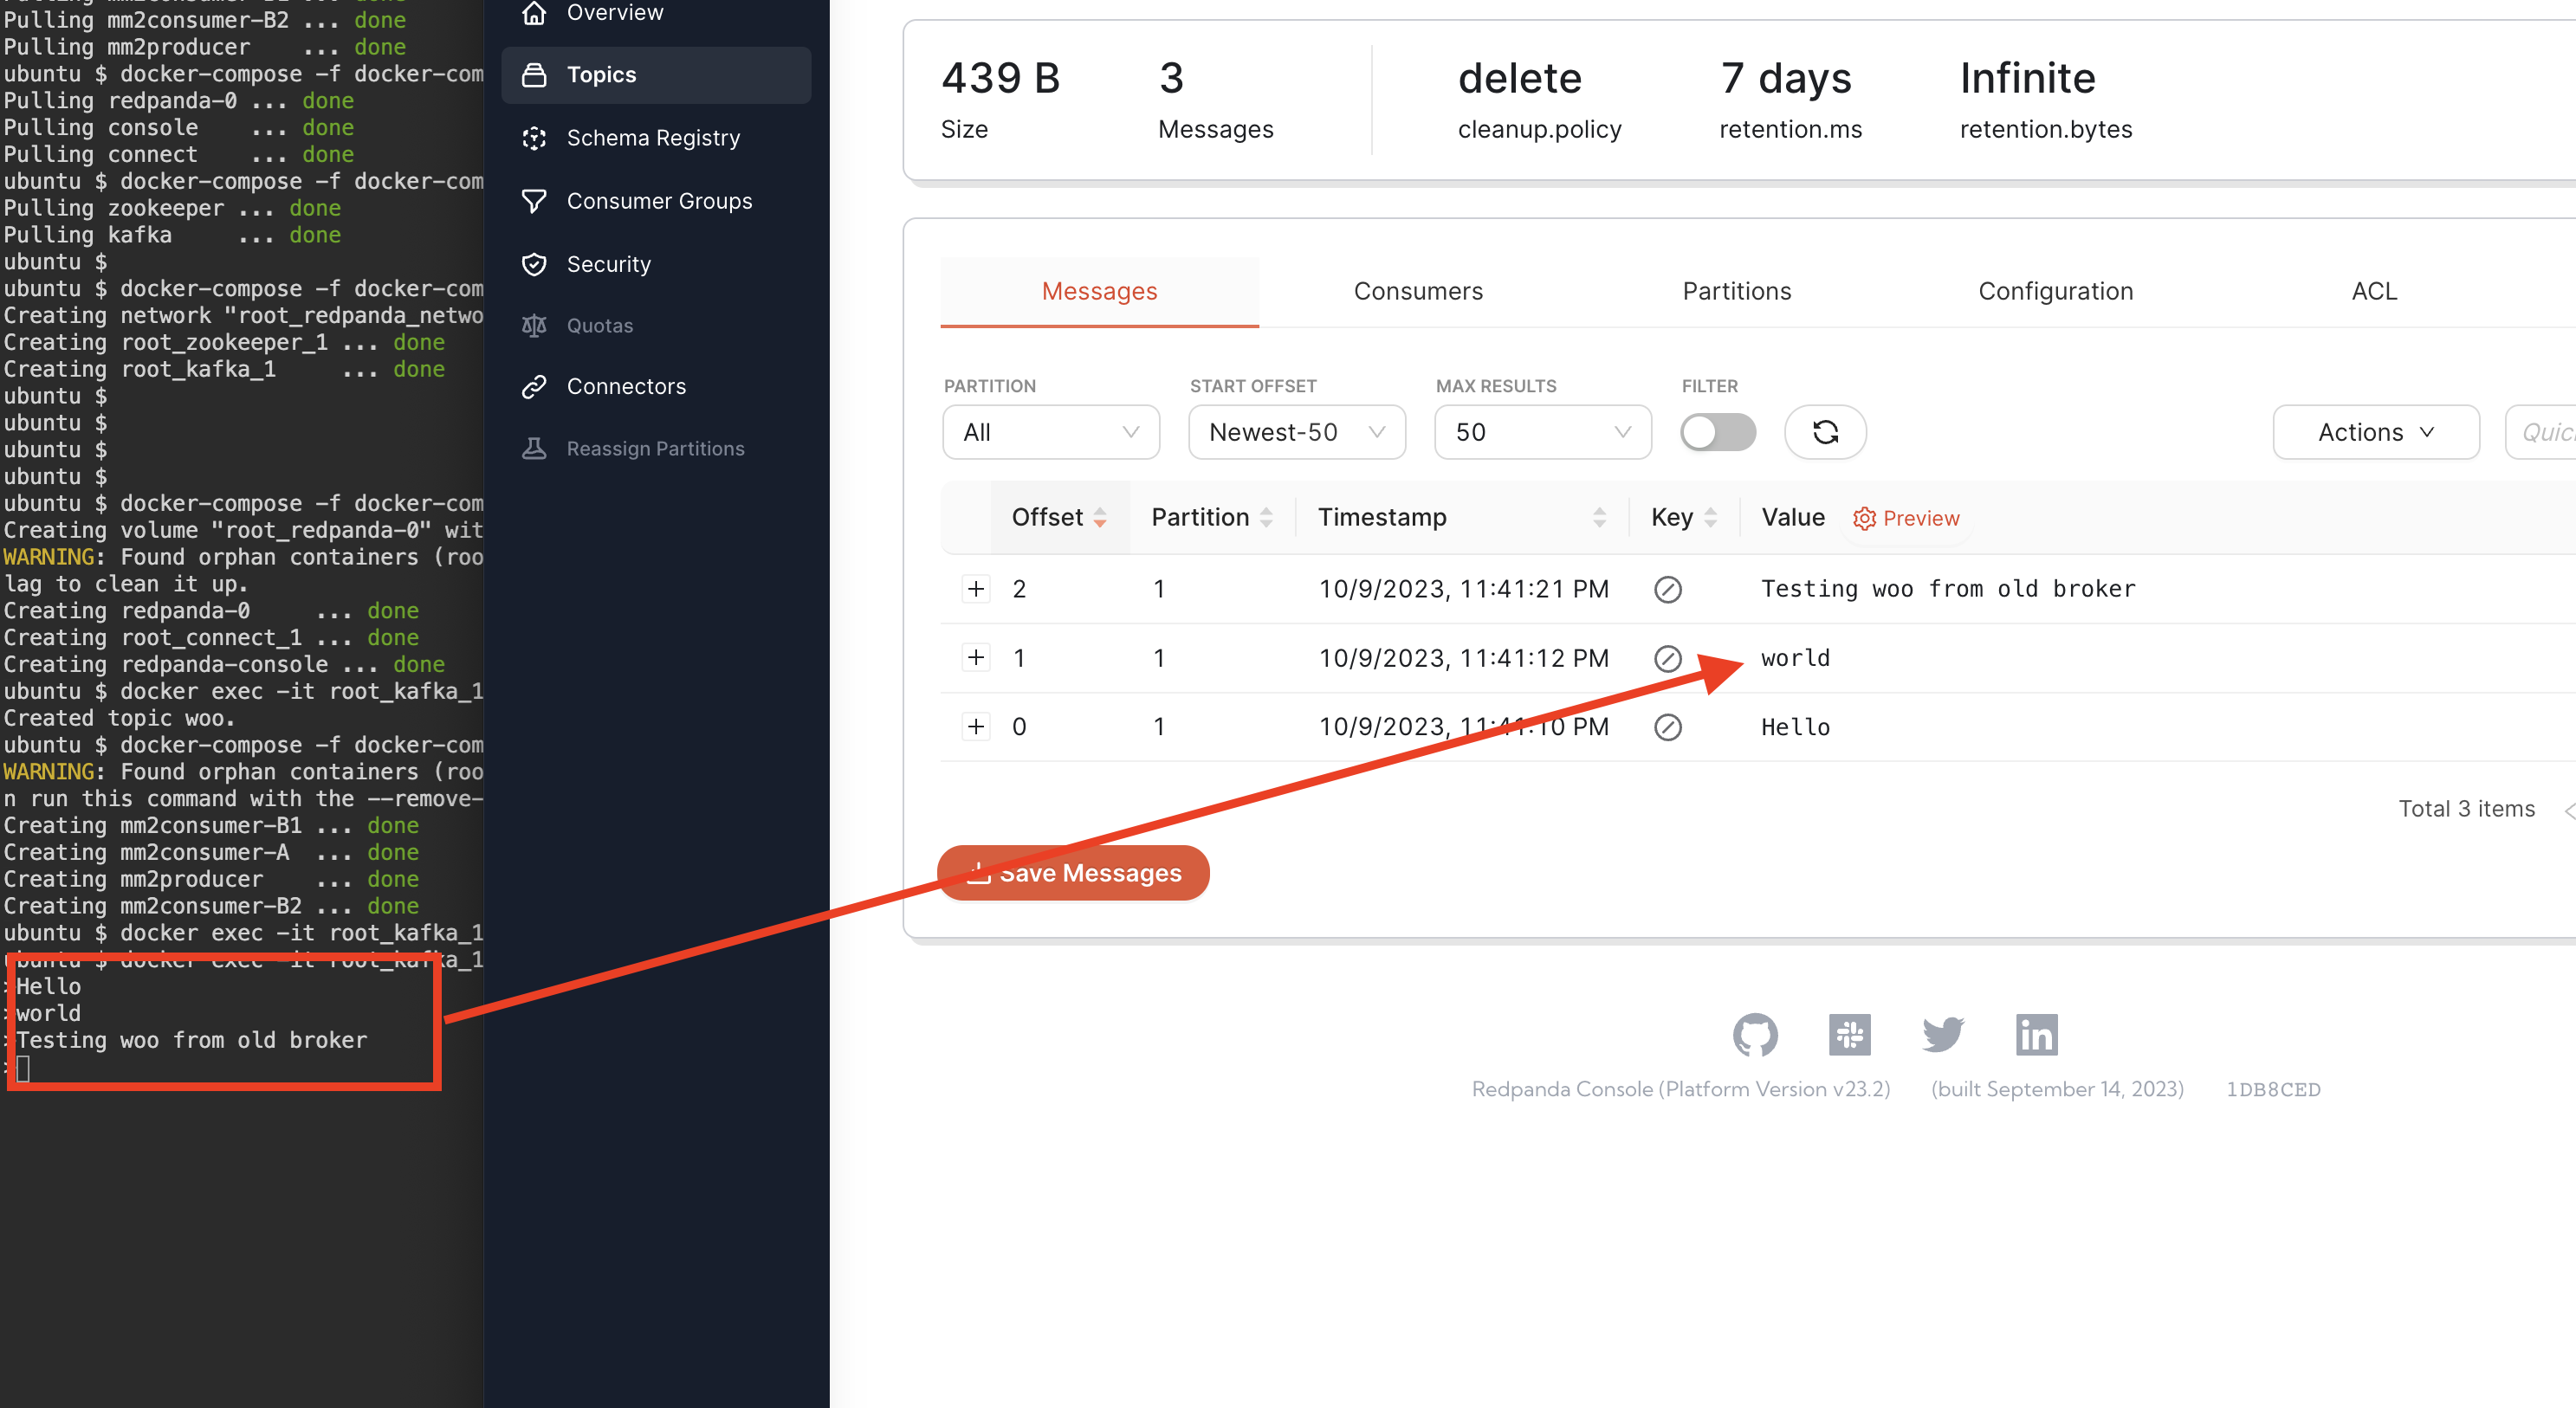 Pulling mm2consumer-B2 ... done
Pulling mm2producer    ... done
ubuntu $ docker-compose -f docker-com
Pulling redpanda-0 ... done
Pulling console    ... done
Pulling connect    ... done
ubuntu $ docker-compose -f docker-com
Pulling zookeeper ... done
Pulling kafka     ... done
ubuntu $
ubuntu $ docker-compose -f docker-com
Creating network "root_redpanda_netwo
Creating root_zookeeper_1 ... done
Creating root_kafka_1     ... done
ubuntu $
ubuntu $
ubuntu $
ubuntu $
ubuntu $ docker-compose -f docker-com
Creating volume "root_redpanda-0" wit
WARNING: Found orphan containers (roo
lag to clean it up.
Creating redpanda-0     ... done
Creating root_connect_1 ... done
Creating redpanda-console ... done
ubuntu $ docker exec -it root_kafka_1
Created topic woo.
ubuntu $ docker-compose -f docker-com
WARNING: Found orphan containers (roo
n run this command with the --remove-
Creating mm2consumer-B1 ... done
Creating mm2consumer-A  ... done
Creating mm2producer    ... done
Creating mm2consumer-B2 ... done
ubuntu $ docker exec -it root_kafka_1
ubuntu $ docker exec -it root_kafka_1
>Hello
>world
>Testing woo from old broker
>
Overview
Topics
Schema Registry
Consumer Groups
Security
Quotas
Connectors
Reassign Partitions
439 B 3 delete 7 days Infinite
Size Messages cleanup.policy retention.ms retention.bytes
Messages Consumers Partitions Configuration ACL
PARTITION START OFFSET MAX RESULTS FILTER
All Newest-50 50 Actions
Offset Partition Timestamp Key Value Preview
2 1 10/9/2023, 11:41:21 PM Testing woo from old broker
1 1 10/9/2023, 11:41:12 PM world
0 1 10/9/2023, 11:41:10 PM Hello
Total 3 items
Save Messages
Redpanda Console (Platform Version v23.2) (built September 14, 2023) 1DB8CED